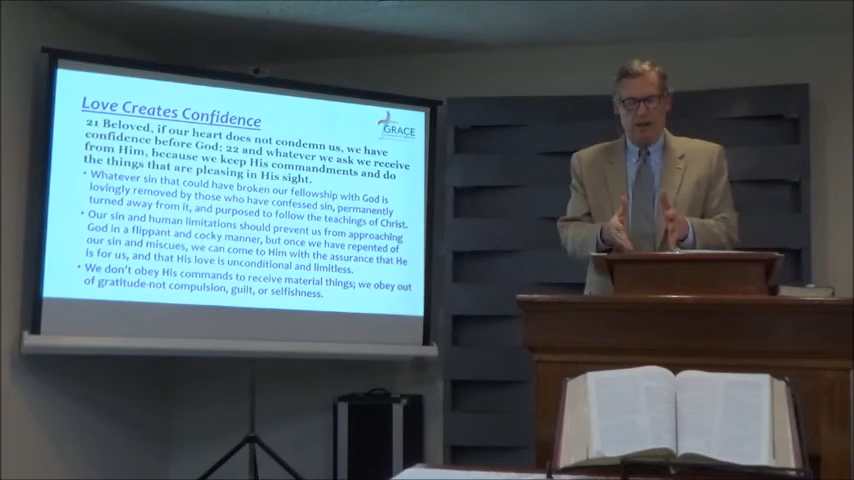 Love Creates Confidence
GRACE
21 Beloved, if our heart does not condemn us, we have
confidence before God; 22 and whatever we ask we receive
from Him, because we keep His commandments and do
the things that are pleasing in His sight.
• Whatever sin that could have broken our fellowship with God is
lovingly removed by those who have confessed sin, permanently
turned away from it, and purposed to follow the teachings of Christ.
• Our sin and human limitations should prevent us from approaching
God in a flippant and cocky manner, but once we have repented of
our sin and miscues, we can come to Him with the assurance that He
is for us, and that His love is unconditional and limitless.
• We don't obey His commands to receive material things; we obey out
of gratitude-not compulsion, guilt, or selfishness.